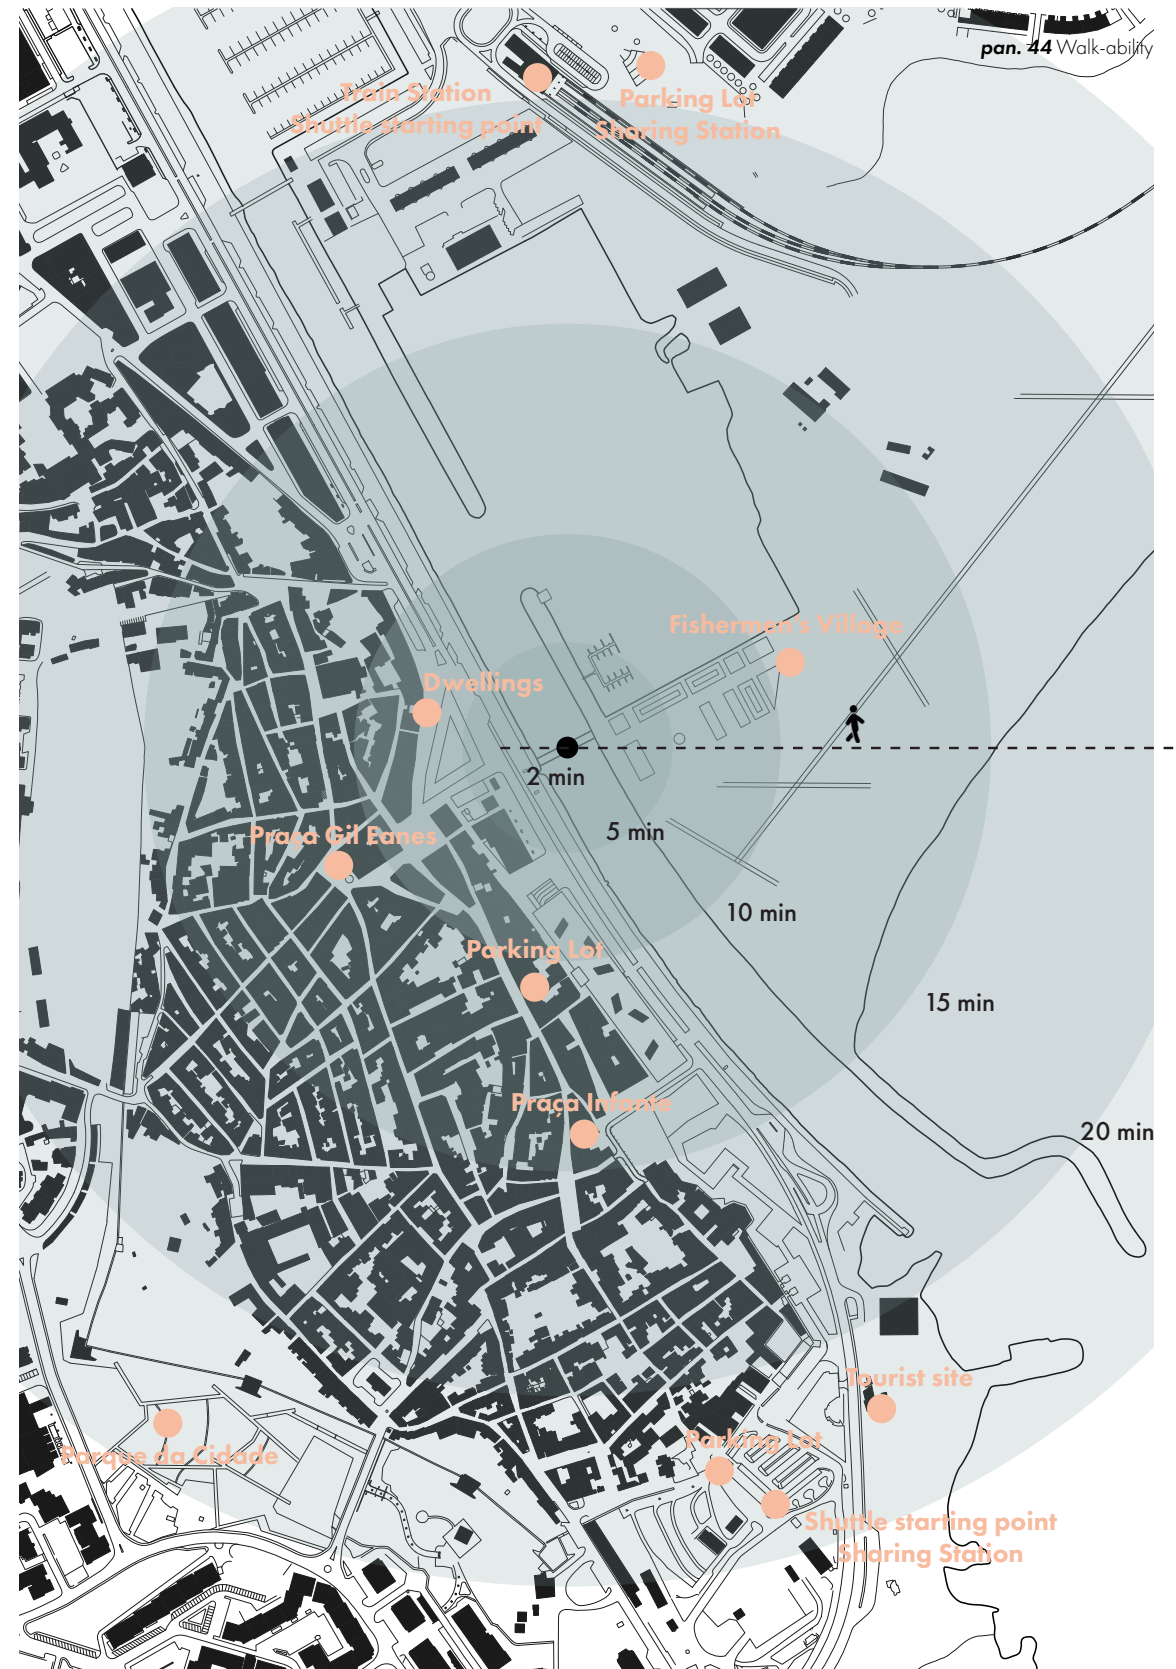 pan. 44 Walk-ability
Train Station
Shuttle starting point
Parking Lot
Sharing Station
Fishermen's Village
Dwellings
2 min
5 min
Praça Gil Eanes
10 min
Parking Lot
15 min
Praça Infante
20 min
Tourist site
Parking Lot
Parque da Cidade
Shuttle starting point
Sharing Station